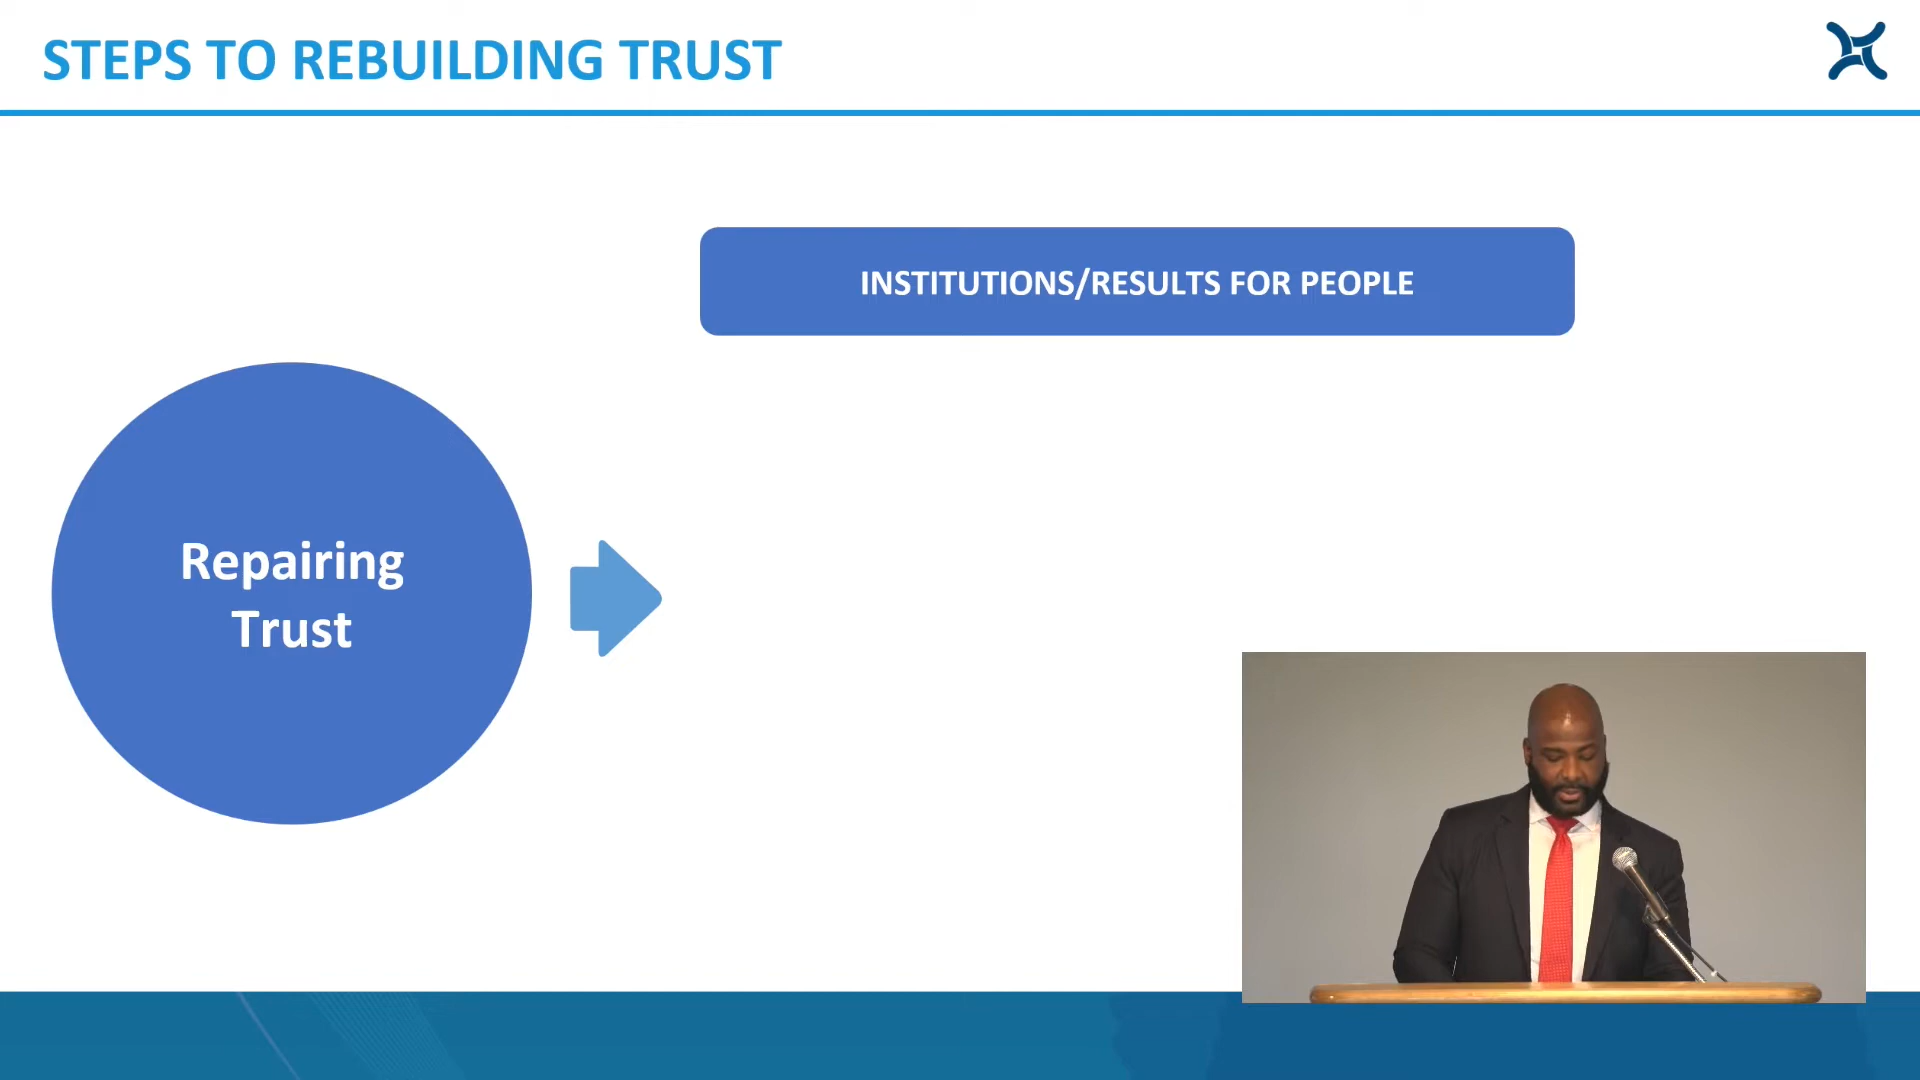 STEPS TO REBUILDING TRUST
INSTITUTIONS/RESULTS FOR PEOPLE
Repairing
Trust